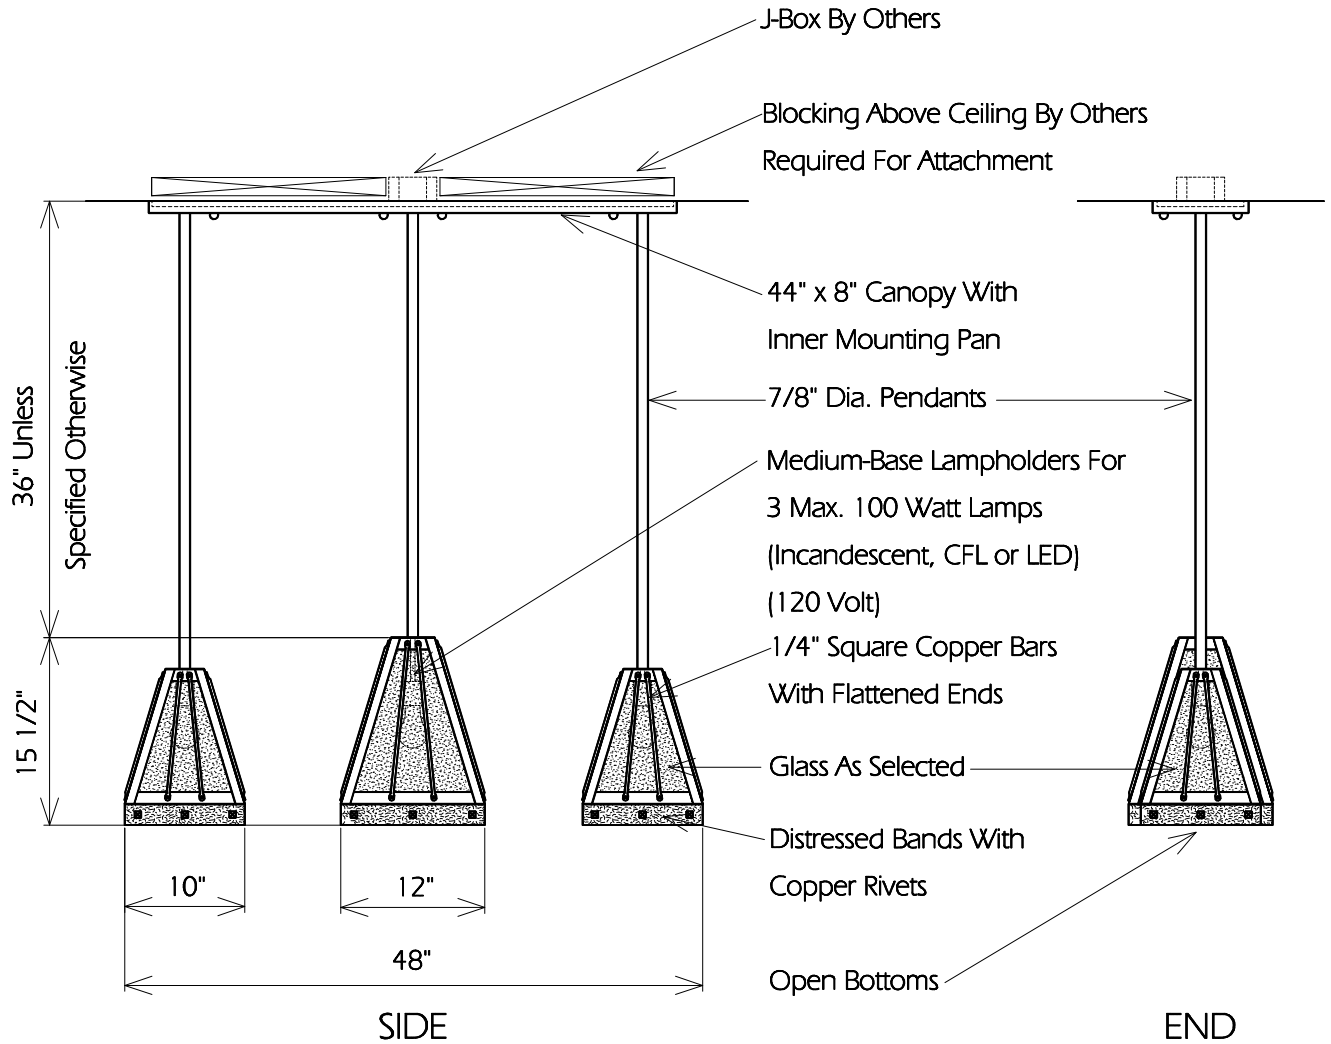 J-Box By Others
Blocking Above Ceiling By Others
Required For Attachment
44" x 8" Canopy With
Inner Mounting Pan
7/8" Dia. Pendants
36" Unless
Specified Otherwise
Medium-Base Lampholders For
3 Max. 100 Watt Lamps
(Incandescent, CFL or LED)
(120 Volt)
1/4" Square Copper Bars
With Flattened Ends
15 1/2"
Glass As Selected
Distressed Bands With
Copper Rivets
10"
12"
48"
Open Bottoms
SIDE
END